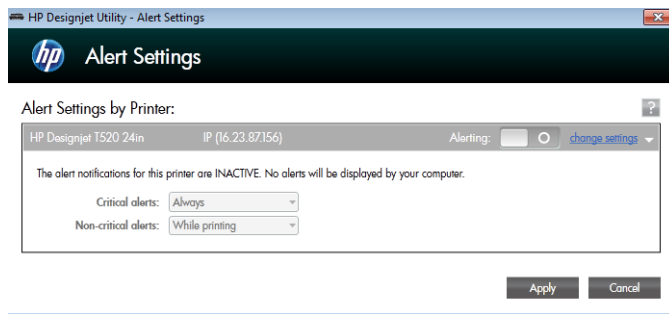 HP Designjet Utility - Alert Settings
hp Alert Settings
Alert Settings by Printer: ?
HP Designjet T520 24in IP (16.23.87.156) Alerting: O change settings
The alert notifications for this printer are INACTIVE. No alerts will be displayed by your computer.
Critical alerts: Always
Non-critical alerts: While printing
Apply Cancel